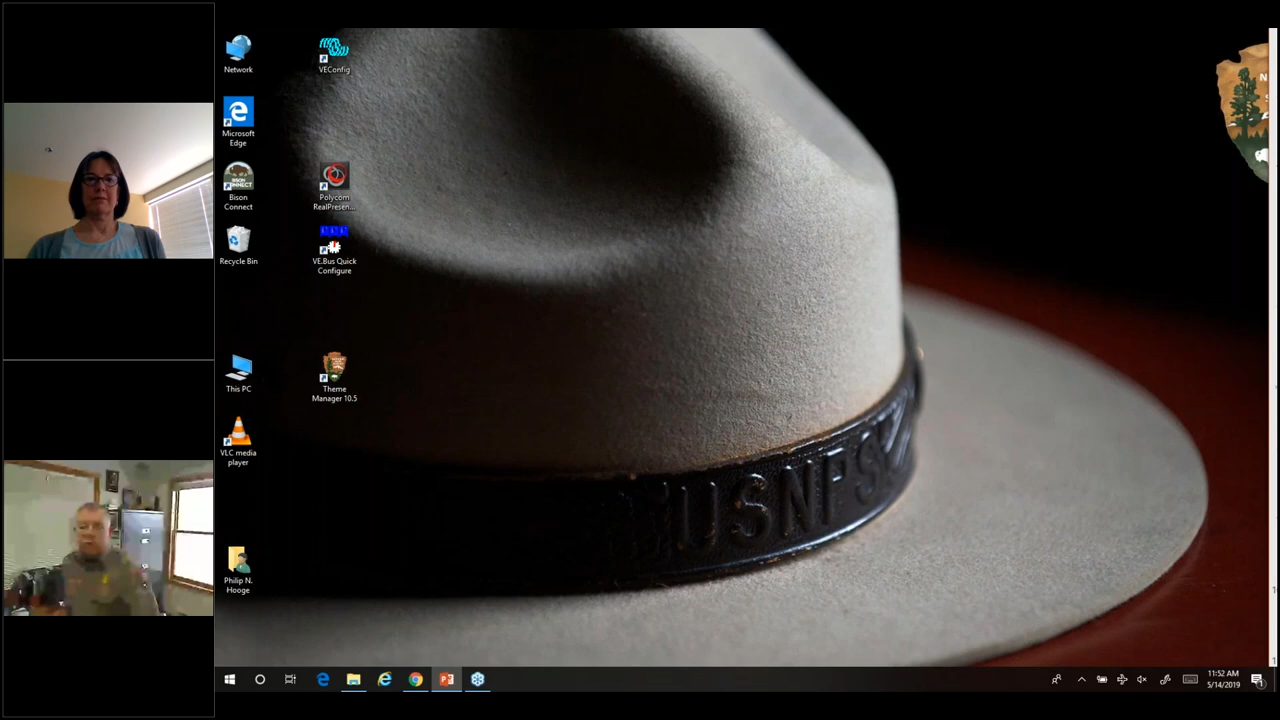 Network
VEConfig
Microsoft
Edge
Bison
Connect
Polycom
RealPresen...
Recycle Bin
VE.Bus Quick
Configure
This PC
Theme
Manager 10.5
VLC media
player
USNPS
Philip N.
Hooge
11:52 AM
5/14/2019